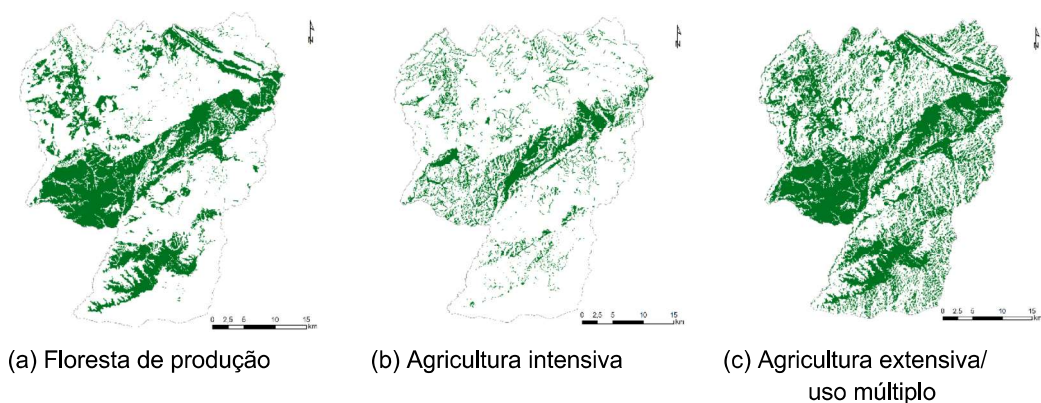 N
N
N
0 2.5 5 10 15
km
0 2.5 5 10 15
km
0 2.5 5 10 15
km
(a) Floresta de produção
(b) Agricultura intensiva
(c) Agricultura extensiva/
uso múltiplo